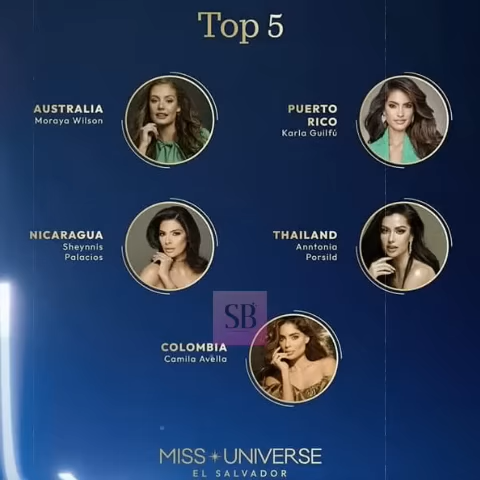 Top 5
AUSTRALIA
Moraya Wilson
PUERTO
RICO
Karla Guilfú
NICARAGUA
Sheynnis
Palacios
THAILAND
Anntonia
Porsild
SB
COLOMBIA
Camila Avella
MISS UNIVERSE
EL SALVADOR